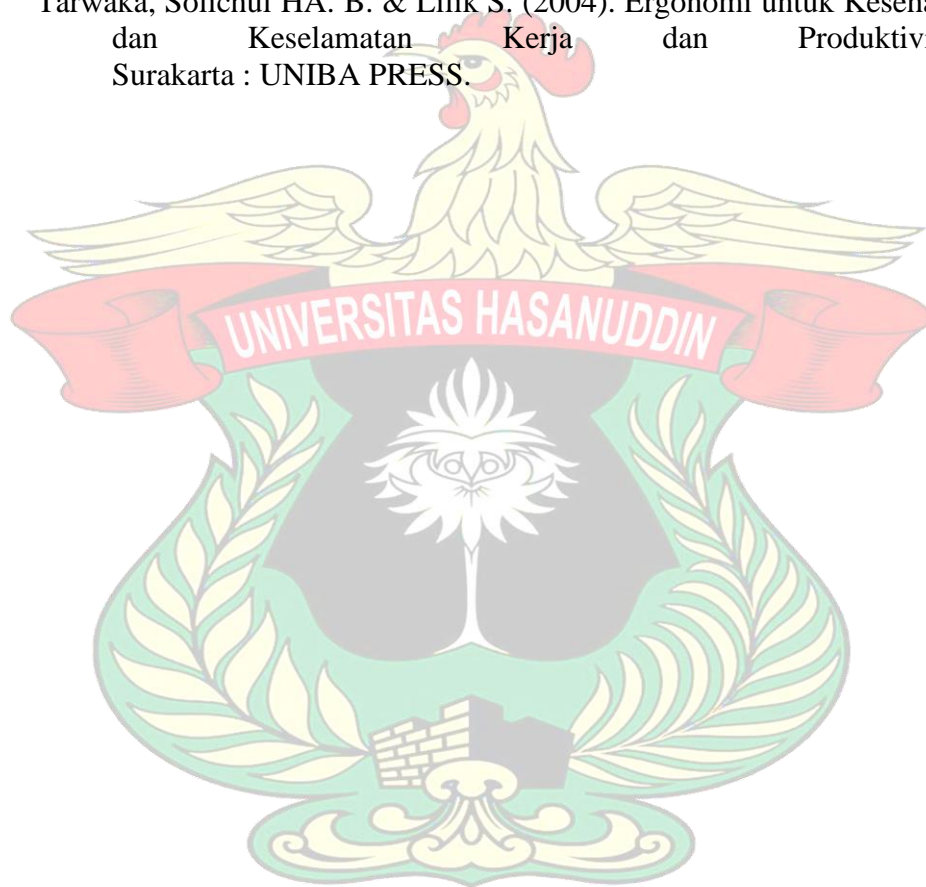 Tarwaka, Solichul HA. B. & Lilik S. (2004). Ergonomi untuk
dan Keselamatan Kerja dan
Surakarta : UNIBA PRESS.
UNIVERSITAS HASANUDDIN